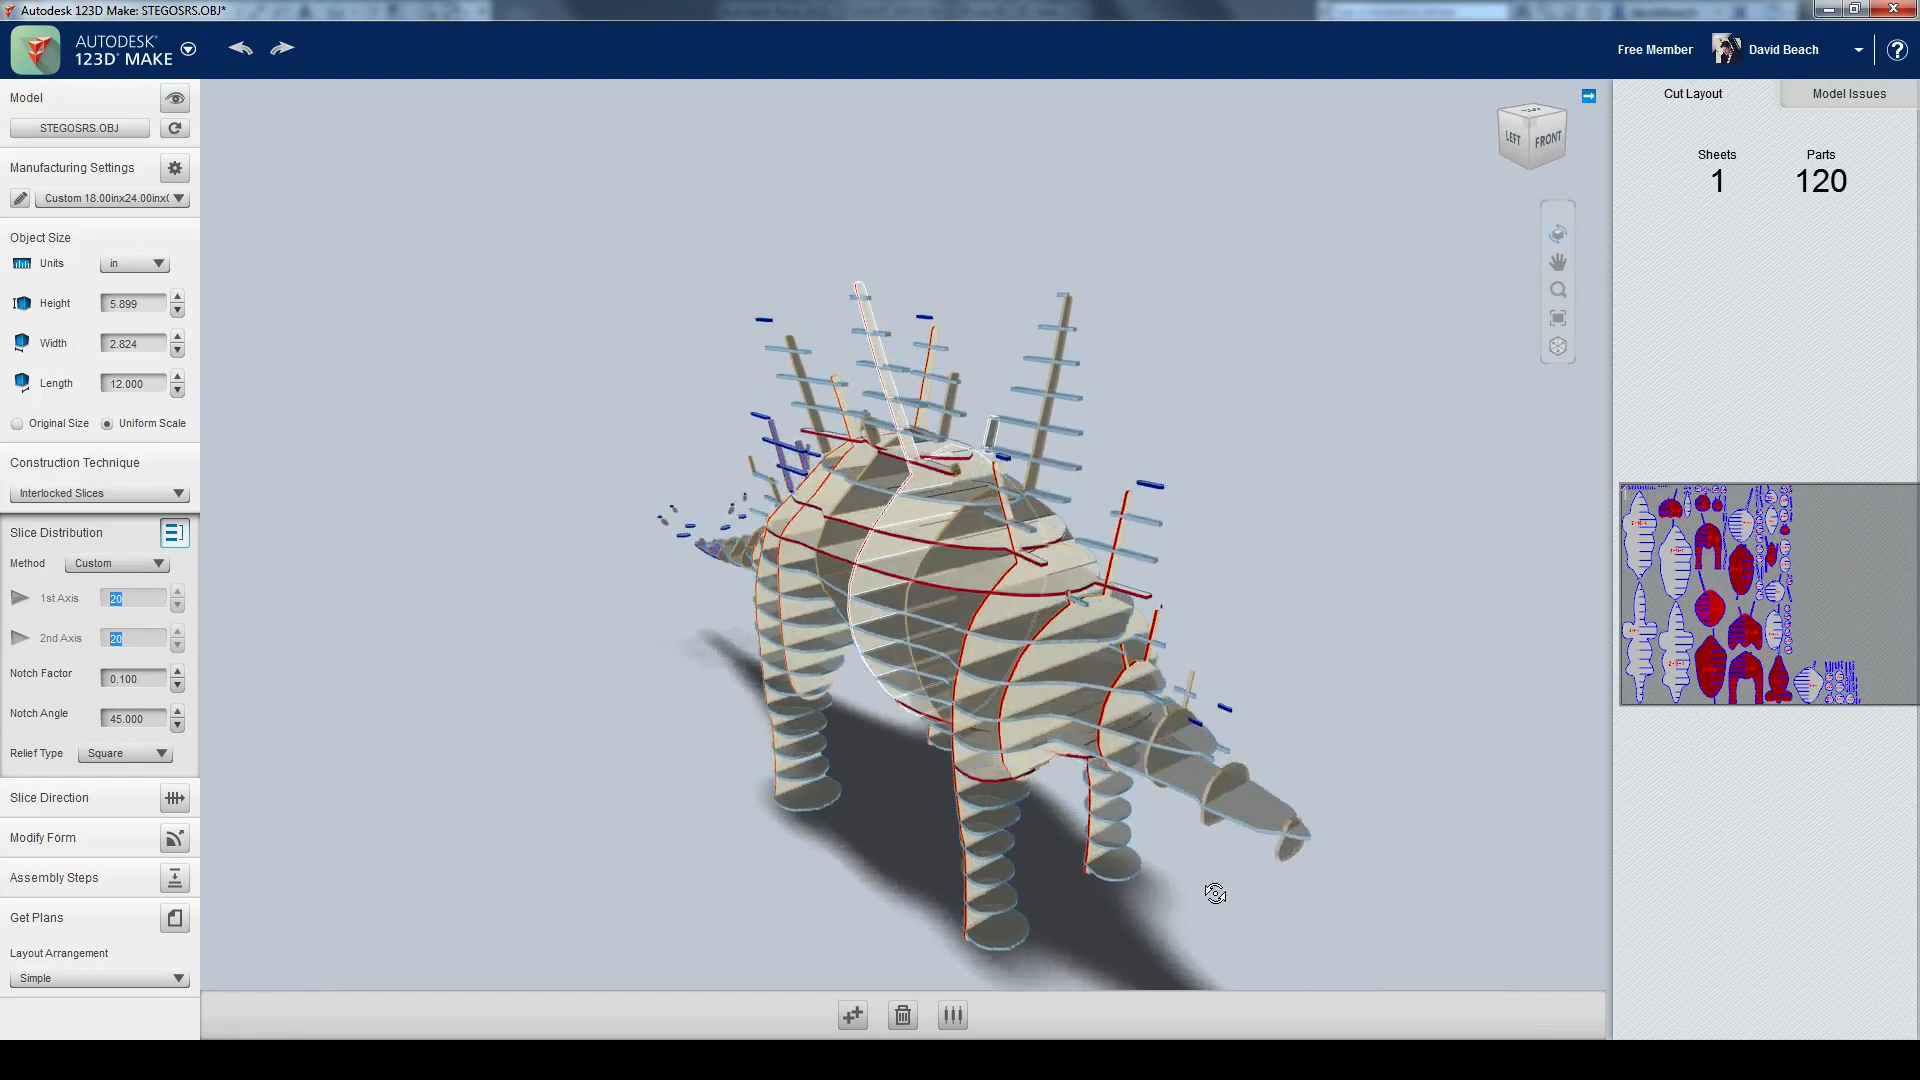 Autodesk 123D Make: STEGOSRS.OBJ*
AUTODESK®
123D® MAKE
Free Member
David Beach
?
Model
STEGOSRS.OBJ
Manufacturing Settings
Custom 18.00inx24.00inx(
Object Size
Units in
Height 5.899
Width 2.824
Length 12.000
Original Size Uniform Scale
Construction Technique
Interlocked Slices
Slice Distribution
Method Custom
1st Axis 20
2nd Axis 20
Notch Factor 0.100
Notch Angle 45.000
Relief Type Square
Slice Direction
Modify Form
Assembly Steps
Get Plans
Layout Arrangement
Simple
LEFT FRONT
Cut Layout Model Issues
Sheets Parts
1 120